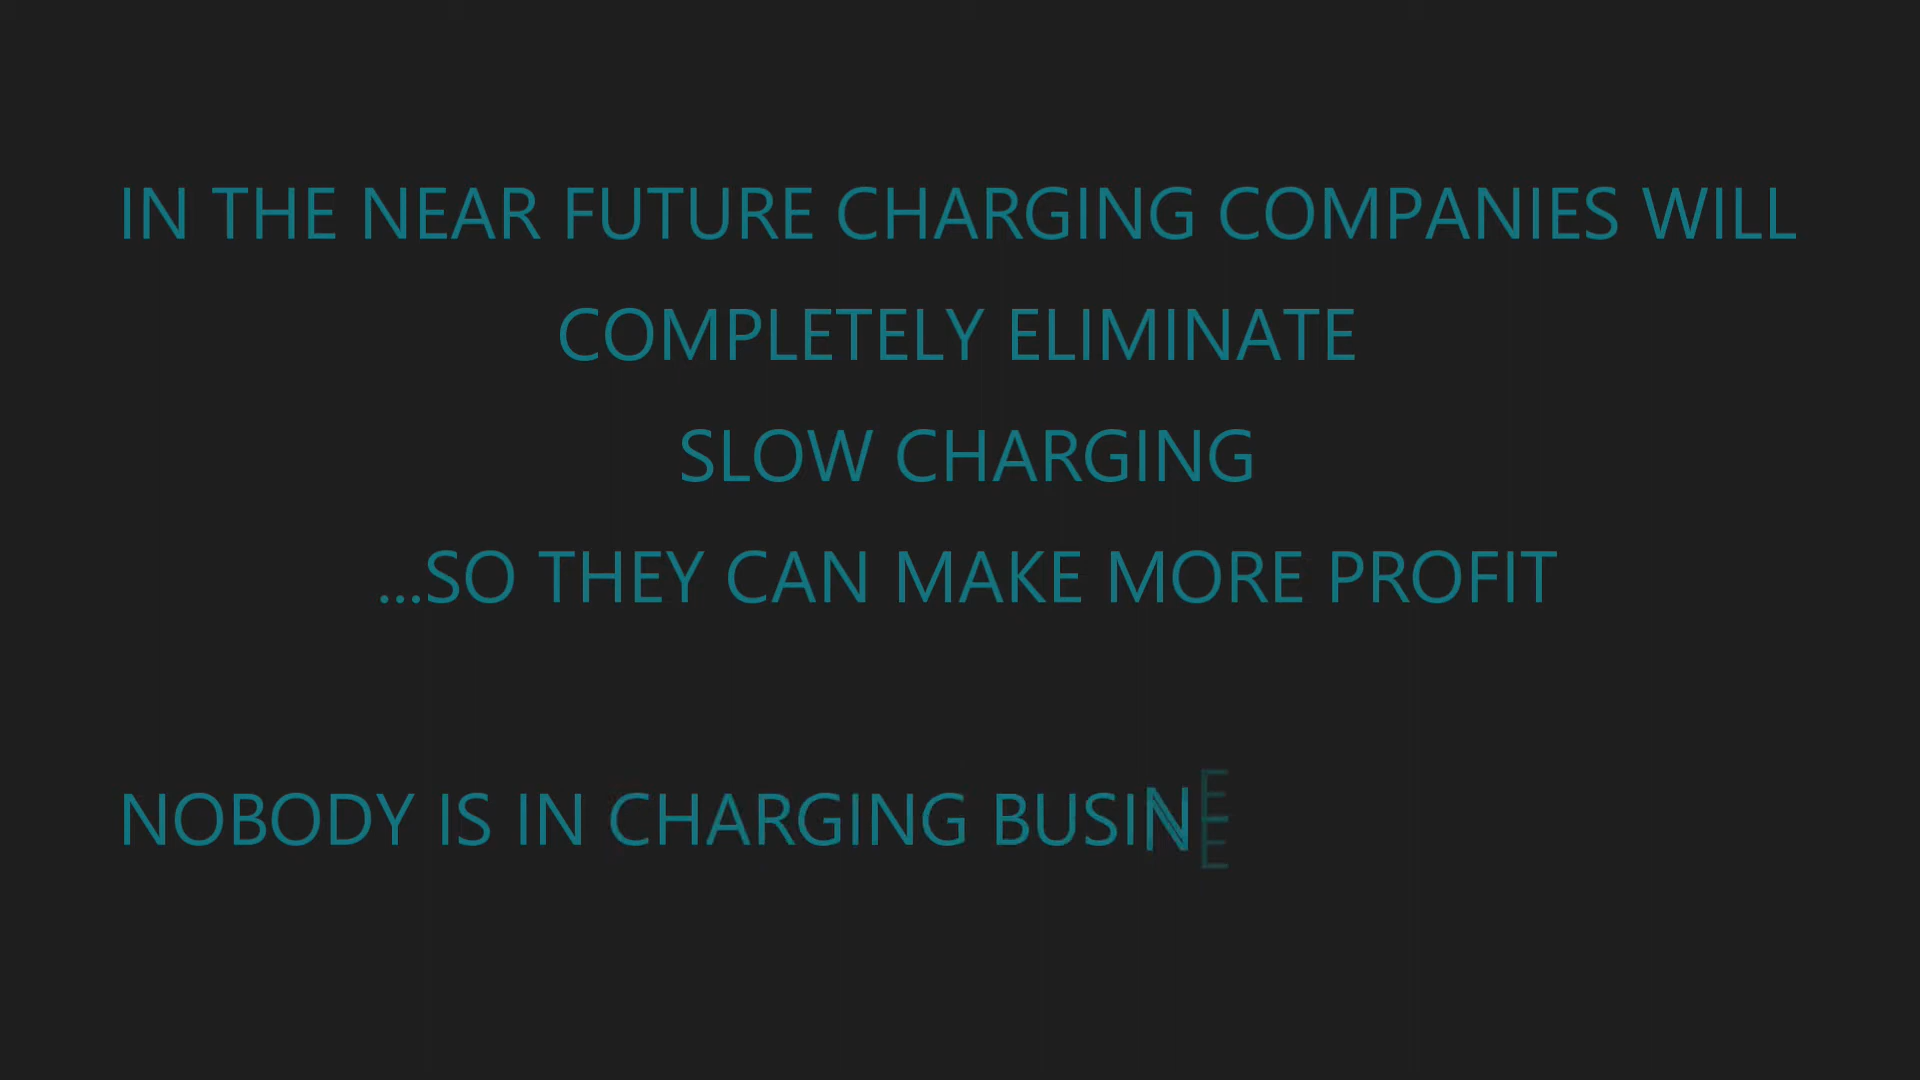 IN THE NEAR FUTURE CHARGING COMPANIES WILL
COMPLETELY ELIMINATE
SLOW CHARGING
...SO THEY CAN MAKE MORE PROFIT
NOBODY IS IN CHARGING BUSINE